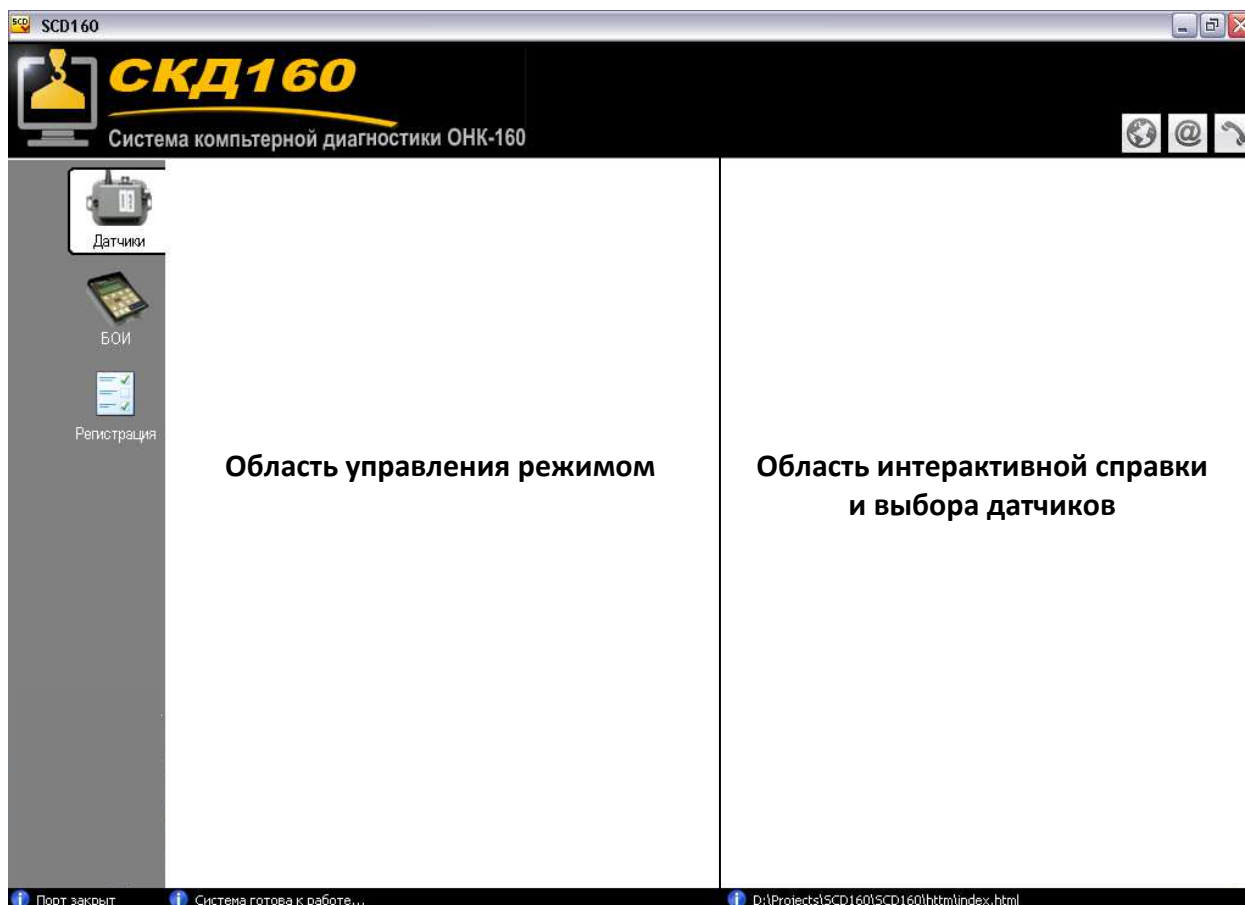 SCD160
СКД160
Система компьтерной диагностики ОНК-160
Датчики
БОИ
Регистрация
Область управления режимом
Область интерактивной справки
и выбора датчиков
Порт закрыт
Система готова к работе...
D:\Projects\SCD160\SCD160\httm\index.html